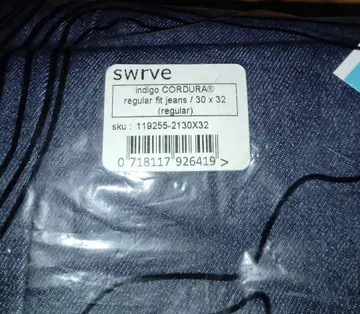 swrve
indigo CORDURA®
regular fit jeans / 30 x 32
(regular)
sku : 119255-2130X32
0 718117 926419 >